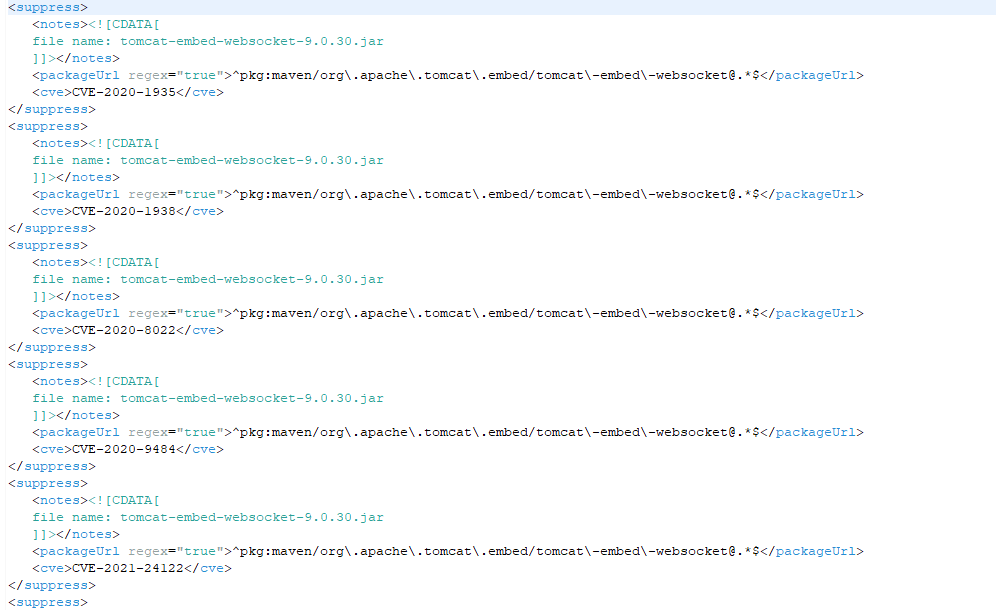 <suppress>
<notes><![CDATA[
file name: tomcat-embed-websocket-9.0.30.jar
]]></notes>
<packageUrl regex="true">^pkg:maven/org\.apache\.tomcat\.embed/tomcat\-embed\-websocket@.*$</packageUrl>
<cve>CVE-2020-1935</cve>
</suppress>
<suppress>
<notes><![CDATA[
file name: tomcat-embed-websocket-9.0.30.jar
]]></notes>
<packageUrl regex="true">^pkg:maven/org\.apache\.tomcat\.embed/tomcat\-embed\-websocket@.*$</packageUrl>
<cve>CVE-2020-1938</cve>
</suppress>
<suppress>
<notes><![CDATA[
file name: tomcat-embed-websocket-9.0.30.jar
]]></notes>
<packageUrl regex="true">^pkg:maven/org\.apache\.tomcat\.embed/tomcat\-embed\-websocket@.*$</packageUrl>
<cve>CVE-2020-8022</cve>
</suppress>
<suppress>
<notes><![CDATA[
file name: tomcat-embed-websocket-9.0.30.jar
]]></notes>
<packageUrl regex="true">^pkg:maven/org\.apache\.tomcat\.embed/tomcat\-embed\-websocket@.*$</packageUrl>
<cve>CVE-2020-9484</cve>
</suppress>
<suppress>
<notes><![CDATA[
file name: tomcat-embed-websocket-9.0.30.jar
]]></notes>
<packageUrl regex="true">^pkg:maven/org\.apache\.tomcat\.embed/tomcat\-embed\-websocket@.*$</packageUrl>
<cve>CVE-2021-24122</cve>
</suppress>
<suppress>